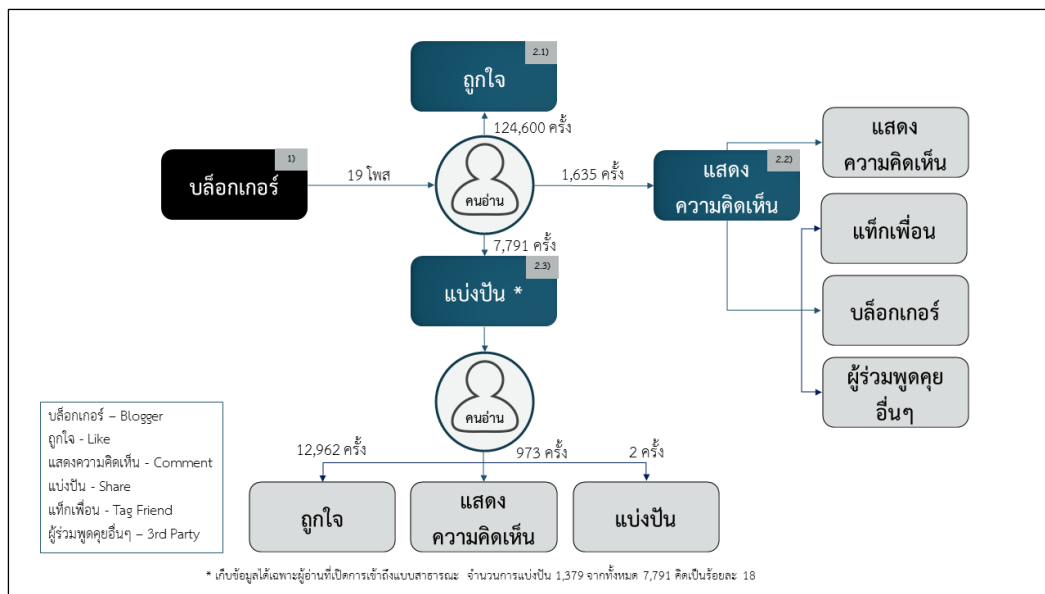 2.1)
ถูกใจ
124,600 ครั้ง
1)
บล็อกเกอร์
19 โพส
คนอ่าน
1,635 ครั้ง
2.2)
แสดง
ความคิดเห็น
แสดง
ความคิดเห็น
แท็กเพื่อน
บล็อกเกอร์
ผู้ร่วมพูดคุย
อื่นๆ
7,791 ครั้ง
2.3)
แบ่งปัน *
คนอ่าน
12,962 ครั้ง
973 ครั้ง
2 ครั้ง
ถูกใจ
แสดง
ความคิดเห็น
แบ่งปัน
บล็อกเกอร์ – Blogger
ถูกใจ - Like
แสดงความคิดเห็น - Comment
แบ่งปัน - Share
แท็กเพื่อน - Tag Friend
ผู้ร่วมพูดคุยอื่นๆ – 3rd Party
* เก็บข้อมูลได้เฉพาะผู้อ่านที่เปิดการเข้าถึงแบบสาธารณะ จำนวนการแบ่งปัน 1,379 จากทั้งหมด 7,791 คิดเป็นร้อยละ 18